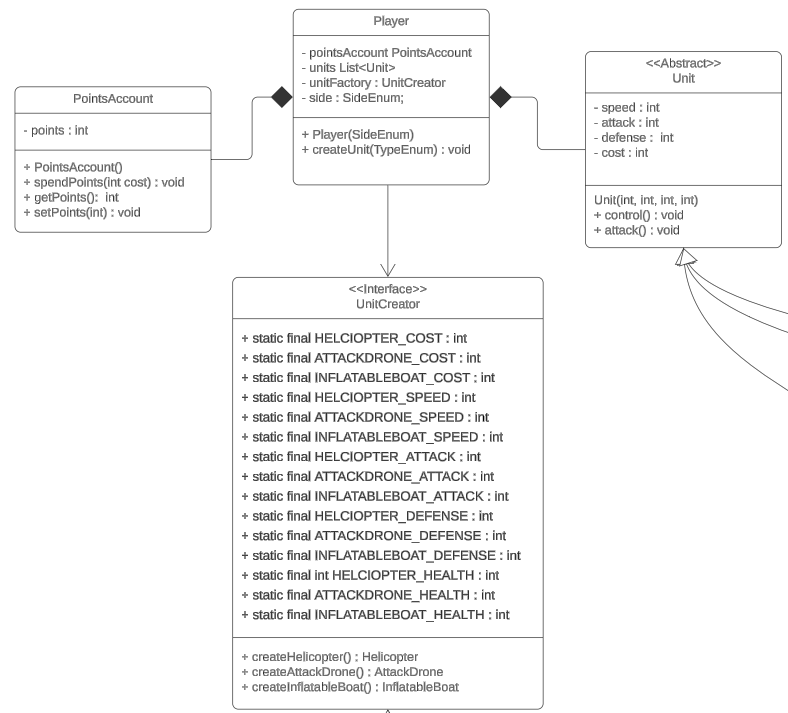 Player
- pointsAccount PointsAccount
- units List<Unit>
- unitFactory : UnitCreator
- side : SideEnum;
+ Player(SideEnum)
+ createUnit(TypeEnum) : void
PointsAccount
- points : int
+ PointsAccount()
+ spendPoints(int cost) : void
+ getPoints(): int
+ setPoints(int) : void
<<Abstract>>
Unit
- speed : int
- attack : int
- defense : int
- cost : int
Unit(int, int, int, int)
+ control() : void
+ attack() : void
<<Interface>>
UnitCreator
+ static final HELCIOPTER_COST : int
+ static final ATTACKDRONE_COST : int
+ static final INFLATABLEBOAT_COST : int
+ static final HELCIOPTER_SPEED : int
+ static final ATTACKDRONE_SPEED : int
+ static final INFLATABLEBOAT_SPEED : int
+ static final HELCIOPTER_ATTACK : int
+ static final ATTACKDRONE_ATTACK : int
+ static final INFLATABLEBOAT_ATTACK : int
+ static final HELCIOPTER_DEFENSE : int
+ static final ATTACKDRONE_DEFENSE : int
+ static final INFLATABLEBOAT_DEFENSE : int
+ static final int HELCIOPTER_HEALTH : int
+ static final ATTACKDRONE_HEALTH : int
+ static final INFLATABLEBOAT_HEALTH : int
+ createHelicopter() : Helicopter
+ createAttackDrone() : AttackDrone
+ createInflatableBoat() : InflatableBoat